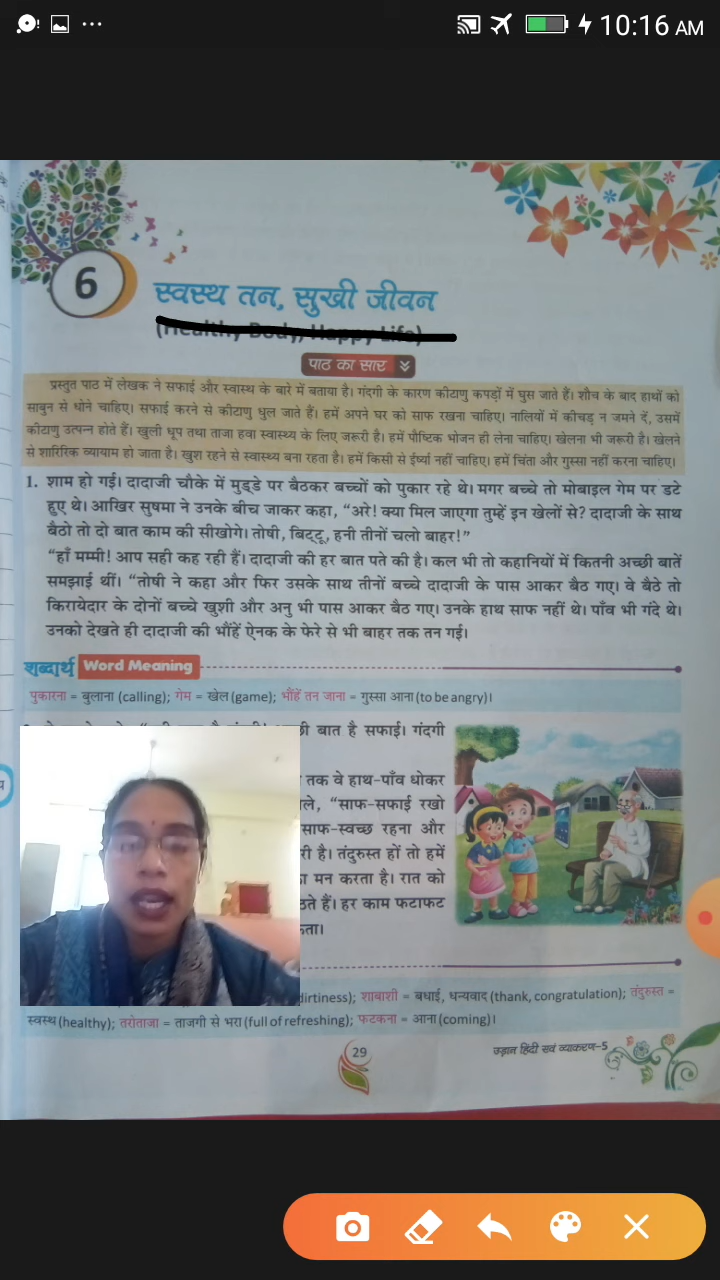 10:16 AM
6
स्वस्थ तन, सुखी जीवन
(Healthy Body, Happy Life)
पाठ का सार
प्रस्तुत पाठ में लेखक ने सफाई और स्वास्थ्य के बारे में बताया है। गंदगी के कारण कीटाणु कपड़ों में घुस जाते हैं। शौच के बाद हाथों को
साबुन से धोने चाहिए। सफाई करने से कीटाणु धुल जाते हैं। हमें अपने घर को साफ रखना चाहिए। नालियों में कीचड़ न जमने दें, उसमें
कीटाणु उत्पन्न होते हैं। खुली धूप तथा ताजा हवा स्वास्थ्य के लिए जरूरी है। हमें पौष्टिक भोजन ही लेना चाहिए। खेलना भी जरूरी है। खेलने
से शारिरिक व्यायाम हो जाता है। खुश रहने से स्वास्थ्य बना रहता है। हमें किसी से ईर्ष्या नहीं चाहिए। हमें चिंता और गुस्सा नहीं करना चाहिए।
1. शाम हो गई। दादाजी चौके में मुड्डे पर बैठकर बच्चों को पुकार रहे थे। मगर बच्चे तो मोबाइल गेम पर डटे
हुए थे। आखिर सुषमा ने उनके बीच जाकर कहा, “अरे! क्या मिल जाएगा तुम्हें इन खेलों से? दादाजी के साथ
बैठो तो दो बात काम की सीखोगे। तोषी, बिट्टू, हनी तीनों चलो बाहर!”
“हाँ मम्मी! आप सही कह रही हैं। दादाजी की हर बात पते की है। कल भी तो कहानियों में कितनी अच्छी बातें
समझाई थीं। “तोषी ने कहा और फिर उसके साथ तीनों बच्चे दादाजी के पास आकर बैठ गए। वे बैठे तो
किरायेदार के दोनों बच्चे खुशी और अनु भी पास आकर बैठ गए। उनके हाथ साफ नहीं थे। पाँव भी गंदे थे।
उनको देखते ही दादाजी की भौंहें ऐनक के फेरे से भी बाहर तक तन गई।
शब्दार्थ Word Meaning
पुकारना = बुलाना (calling); गेम = खेल (game); भौंहें तन जाना = गुस्सा आना (to be angry)।
बात है सफाई। गंदगी
तक वे हाथ-पाँव धोकर
“साफ-सफाई रखो
साफ-स्वच्छ रहना और
है। तंदुरुस्त हों तो हमें
मन करता है। रात को
हैं। हर काम फटाफट
dirtiness); शाबाशी = बधाई, धन्यवाद (thank, congratulation); तंदुरुस्त =
स्वस्थ (healthy); तरोताजा = ताजगी से भरा (full of refreshing); फटकना = आना (coming)।
29
उड़ान हिंदी एवं व्याकरण-5